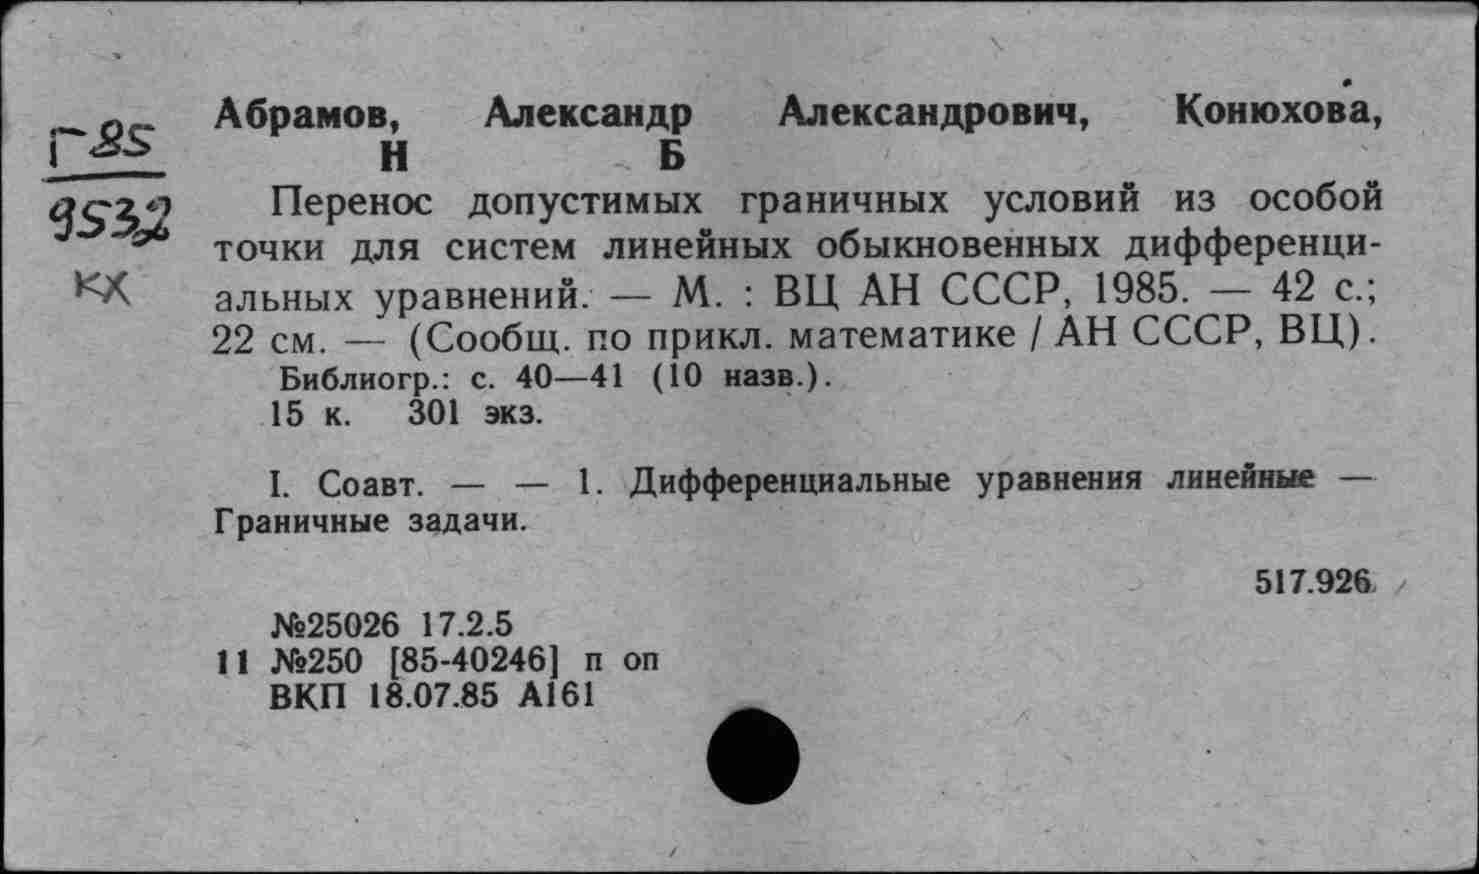 Абрамов, Александр Александрович, Конюхова,
Н Б
Г-85
9532
КХ
Перенос допустимых граничных условий из особой
точки для систем линейных обыкновенных дифференци-
альных уравнений. — М. : ВЦ АН СССР, 1985. — 42 с.;
22 см. — (Сообщ. по прикл. математике / АН СССР, ВЦ).
Библиогр.: с. 40—41 (10 назв.).
15 к. 301 экз.
I. Соавт. — — 1. Дифференциальные уравнения линейные —
Граничные задачи.
517.926
№25026 17.2.5
11 №250 [85-40246] п оп
ВКП 18.07.85 А161